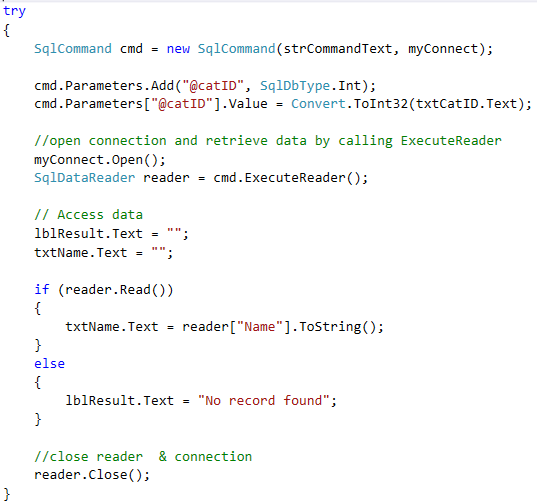 try
{
    SqlCommand cmd = new SqlCommand(strCommandText, myConnect);

    cmd.Parameters.Add("@catID", SqlDbType.Int);
    cmd.Parameters["@catID"].Value = Convert.ToInt32(txtCatID.Text);

    //open connection and retrieve data by calling ExecuteReader
    myConnect.Open();
    SqlDataReader reader = cmd.ExecuteReader();

    // Access data
    lblResult.Text = "";
    txtName.Text = "";

    if (reader.Read())
    {
        txtName.Text = reader["Name"].ToString();
    }
    else
    {
        lblResult.Text = "No record found";
    }

    //close reader  & connection
    reader.Close();
}